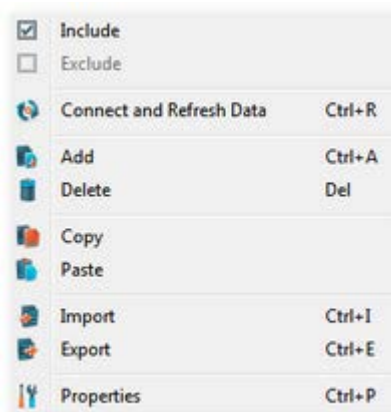 Include
Exclude
Connect and Refresh Data Ctrl+R
Add Ctrl+A
Delete Del
Copy
Paste
Import Ctrl+I
Export Ctrl+E
Properties Ctrl+P